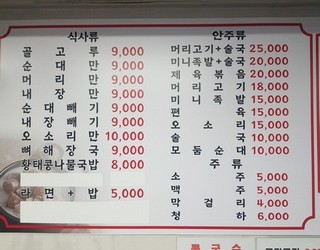 식사류
골고루 9,000
순대만 9,000
머리만 9,000
내장만 9,000
순대빼기 9,000
내장빼기 9,000
오소리만 10,000
뼈해장국 9,000
황태콩나물국밥 8,000
라면+밥 5,000
안주류
머리고기+술국 25,000
미니족발+술국 20,000
제육볶음 20,000
머리고기 18,000
미니족발 15,000
편육 15,000
오소리 15,000
술국 10,000
모둠순대 10,000
주류
소주 5,000
맥주 5,000
막걸리 4,000
청하 6,000